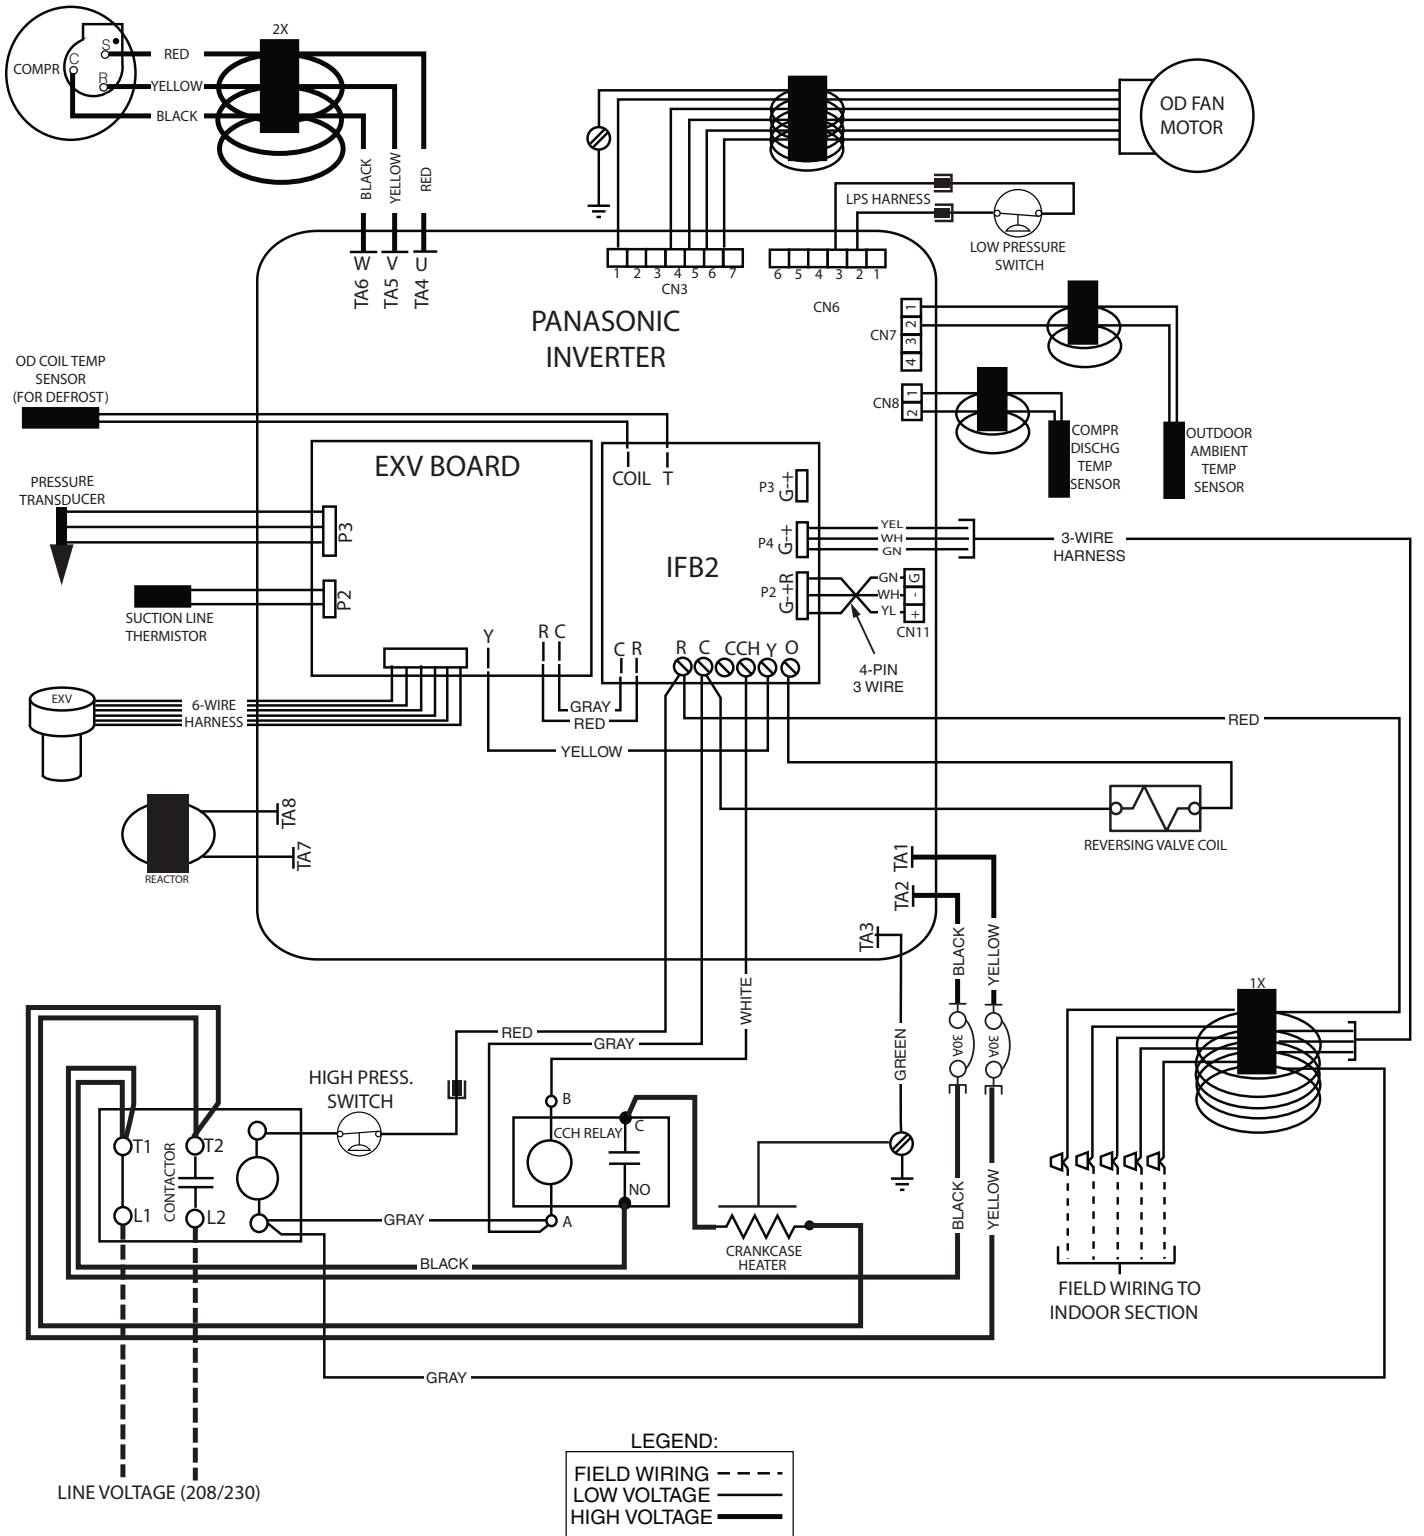 2X
COMPR
S
C
R
RED
YELLOW
BLACK
BLACK
YELLOW
RED
W
V
U
TA6
TA5
TA4
OD FAN
MOTOR
LPS HARNESS
LOW PRESSURE
SWITCH
1 2 3 4 5 6 7
CN3
6 5 4 3 2 1
CN6
PANASONIC
INVERTER
CN7
1
2
3
4
CN8
1
2
COMPR
DISCHG
TEMP
SENSOR
OUTDOOR
AMBIENT
TEMP
SENSOR
OD COIL TEMP
SENSOR
(FOR DEFROST)
PRESSURE
TRANSDUCER
SUCTION LINE
THERMISTOR
EXV BOARD
P3
P2
Y
R C
COIL T
IFB2
P3
G-+
P4
G-+
P2
G-+R
YEL
WH
GN
3-WIRE
HARNESS
GN
WH
YL
G
-
+
CN11
4-PIN
3 WIRE
C R
R C CCH Y O
EXV
6-WIRE
HARNESS
GRAY
RED
YELLOW
RED
REVERSING VALVE COIL
REACTOR
TA8
TA7
TA1
TA2
TA3
BLACK
YELLOW
30A
30A
GREEN
WHITE
RED
GRAY
1X
HIGH PRESS.
SWITCH
T1
T2
CONTACTOR
L1
L2
B
CCH RELAY
C
NO
A
GRAY
BLACK
CRANKCASE
HEATER
BLACK
YELLOW
FIELD WIRING TO
INDOOR SECTION
GRAY
LINE VOLTAGE (208/230)
LEGEND:
FIELD WIRING
LOW VOLTAGE
HIGH VOLTAGE